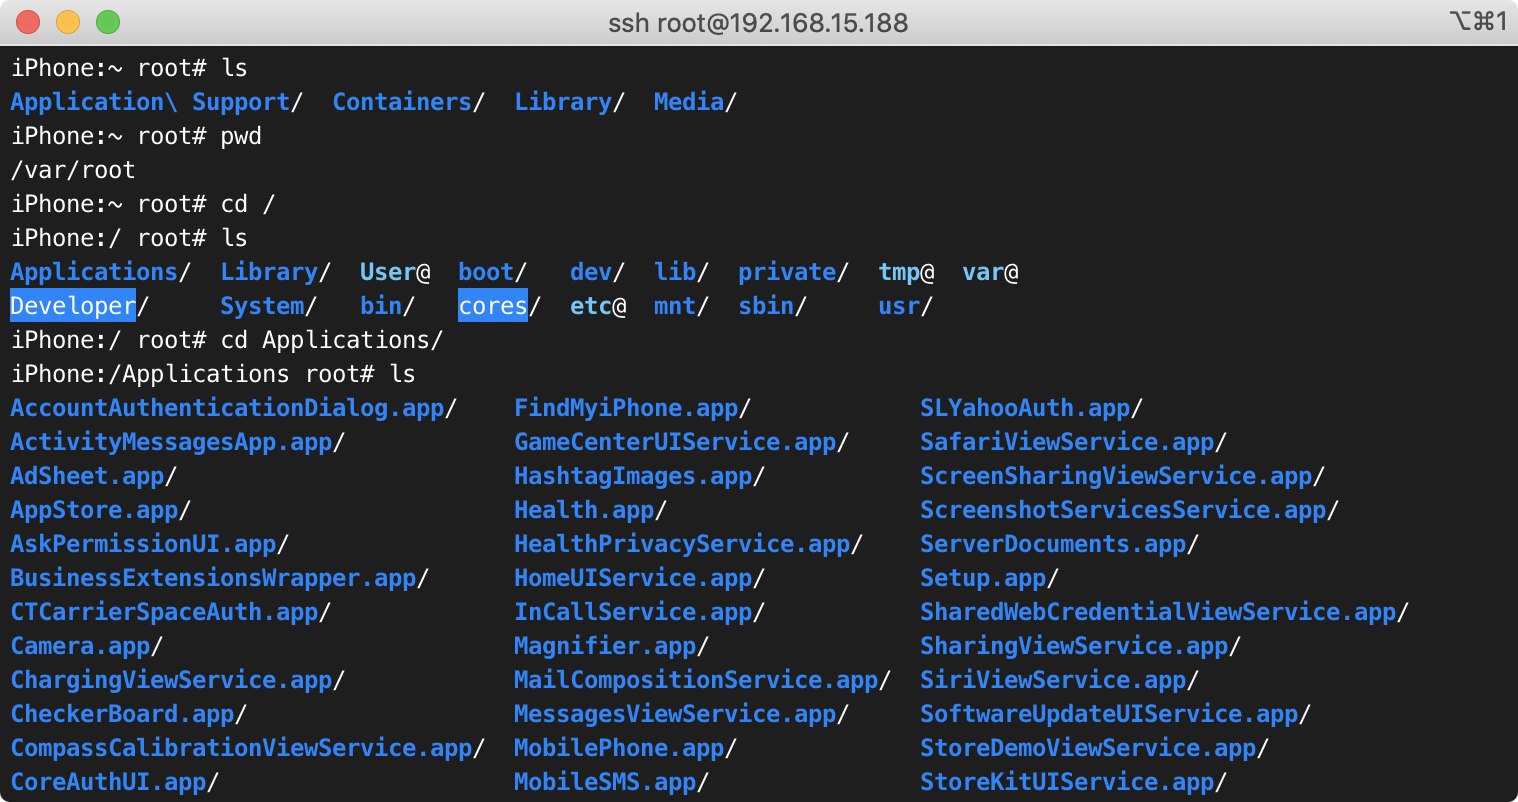 ssh root@192.168.15.188 ⌥⌘1
iPhone:~ root# ls
Application\ Support/  Containers/  Library/  Media/
iPhone:~ root# pwd
/var/root
iPhone:~ root# cd /
iPhone:/ root# ls
Applications/  Library/  User@  boot/  dev/  lib/  private/  tmp@  var@
Developer/     System/   bin/   cores/  etc@  mnt/  sbin/     usr/
iPhone:/ root# cd Applications/
iPhone:/Applications root# ls
AccountAuthenticationDialog.app/    FindMyiPhone.app/            SLYahooAuth.app/
ActivityMessagesApp.app/            GameCenterUIService.app/     SafariViewService.app/
AdSheet.app/                        HashtagImages.app/           ScreenSharingViewService.app/
AppStore.app/                       Health.app/                  ScreenshotServicesService.app/
AskPermissionUI.app/                HealthPrivacyService.app/    ServerDocuments.app/
BusinessExtensionsWrapper.app/      HomeUIService.app/           Setup.app/
CTCarrierSpaceAuth.app/             InCallService.app/           SharedWebCredentialViewService.app/
Camera.app/                         Magnifier.app/               SharingViewService.app/
ChargingViewService.app/            MailCompositionService.app/  SiriViewService.app/
CheckerBoard.app/                   MessagesViewService.app/     SoftwareUpdateUIService.app/
CompassCalibrationViewService.app/  MobilePhone.app/             StoreDemoViewService.app/
CoreAuthUI.app/                     MobileSMS.app/               StoreKitUIService.app/